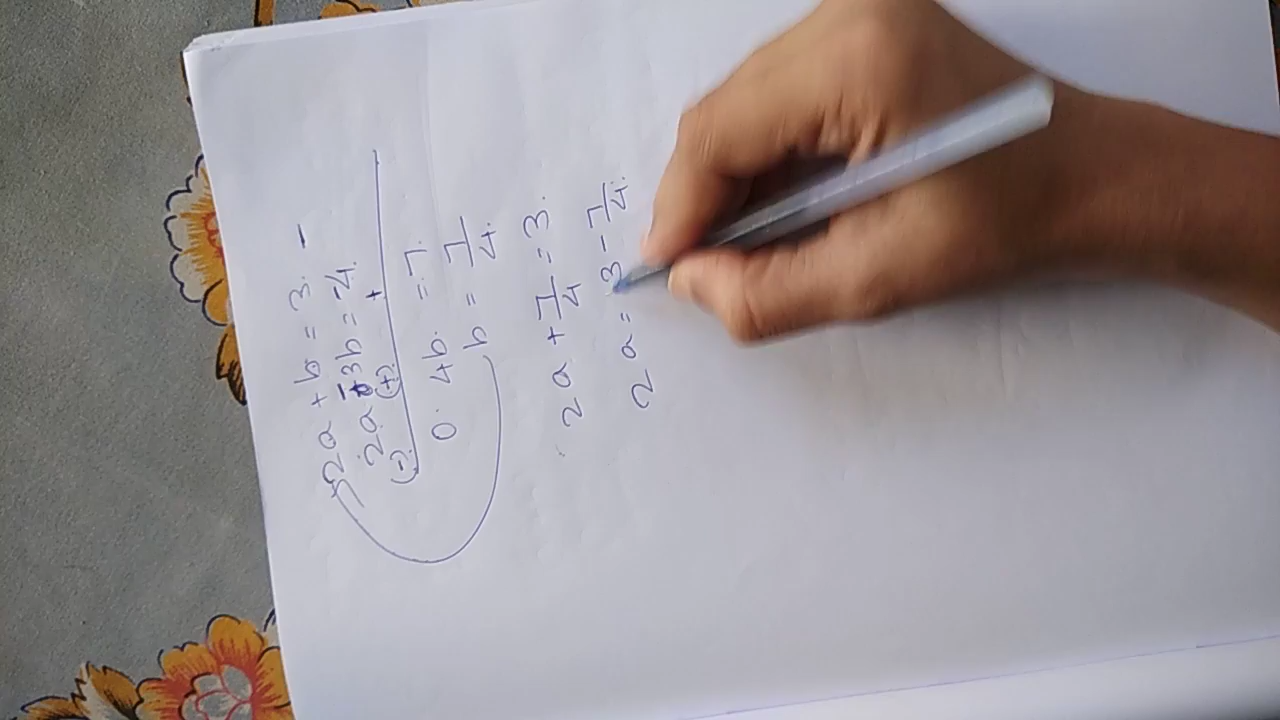 2a + b = 3. –
2a - 3b = -4.
(-) (+) +
0. 4b. = 7.
b = 7/4.
2a + 7/4 = 3.
2a = 3 - 7/4.